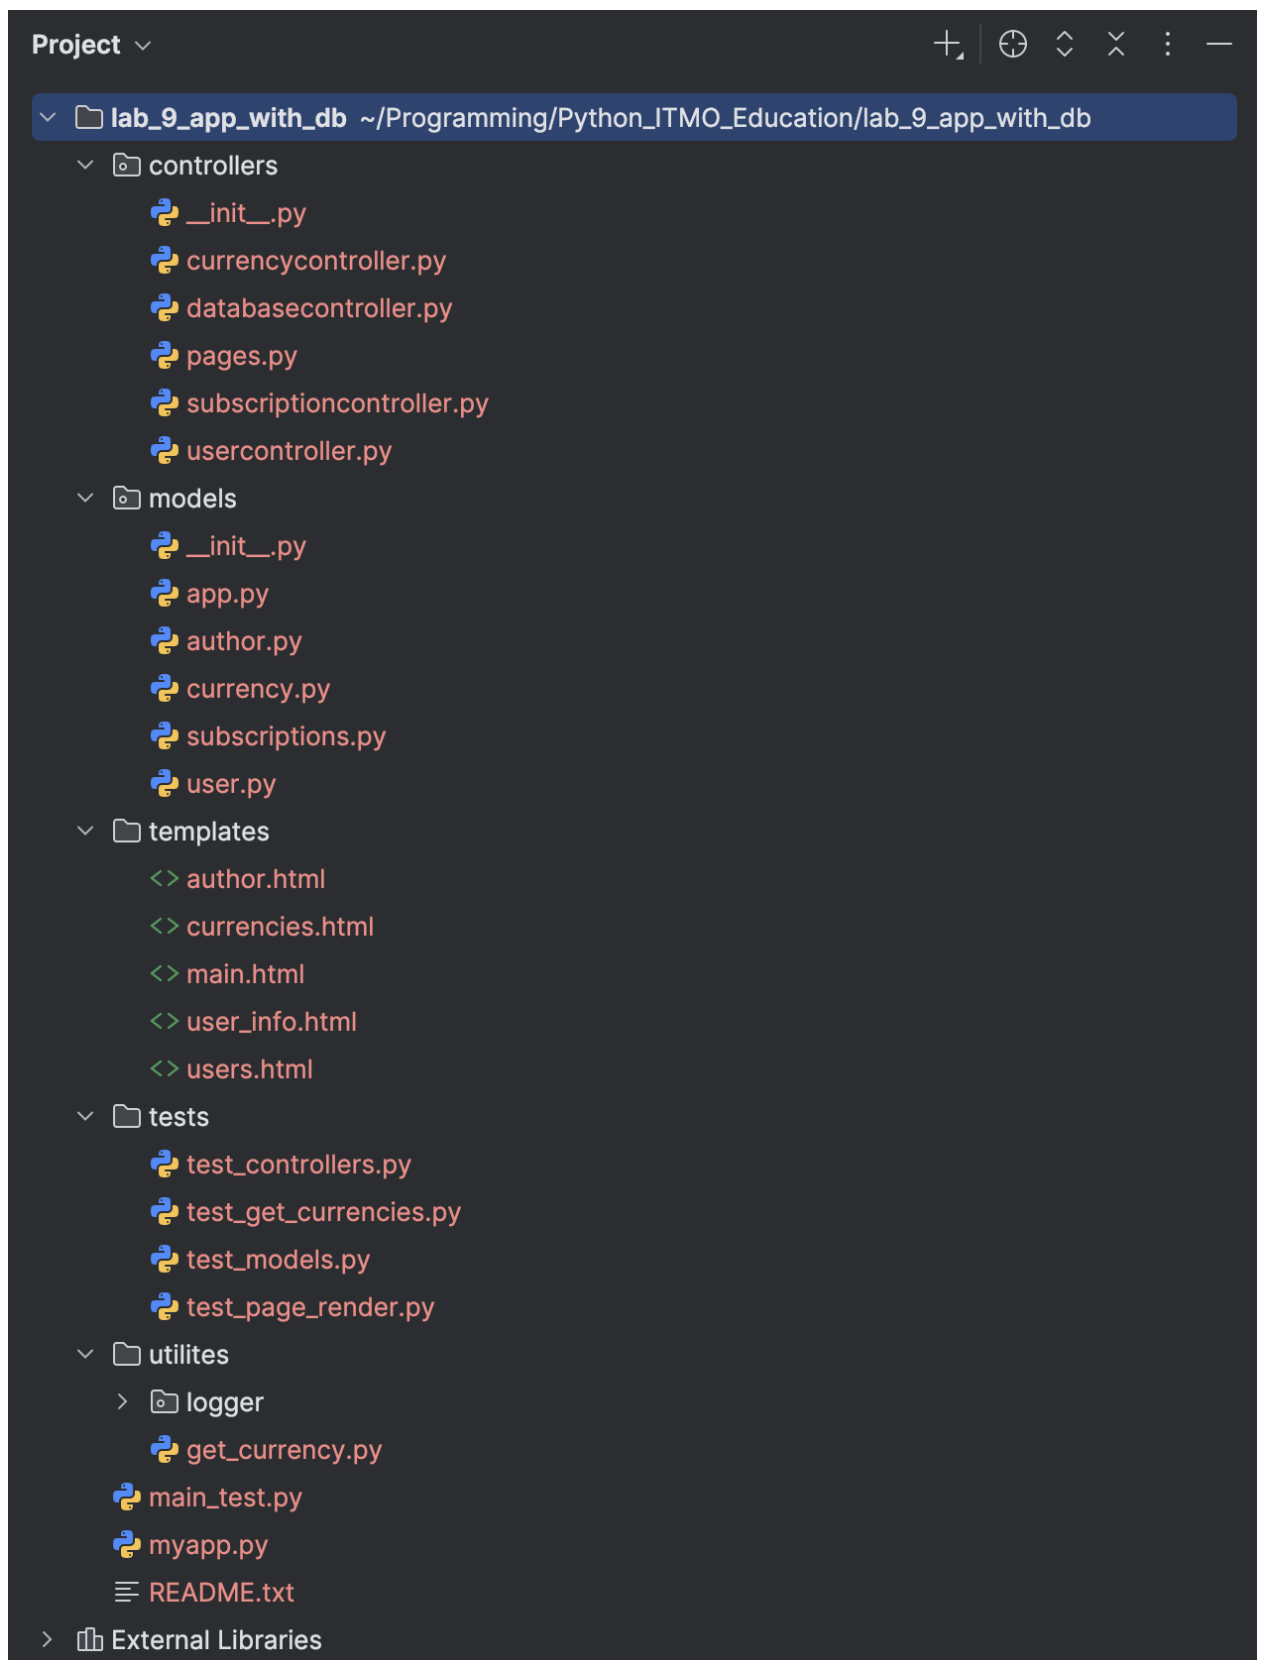 Project
lab_9_app_with_db ~/Programming/Python_ITMO_Education/lab_9_app_with_db
controllers
__init__.py
currencycontroller.py
databasecontroller.py
pages.py
subscriptioncontroller.py
usercontroller.py
models
__init__.py
app.py
author.py
currency.py
subscriptions.py
user.py
templates
<> author.html
<> currencies.html
<> main.html
<> user_info.html
<> users.html
tests
test_controllers.py
test_get_currencies.py
test_models.py
test_page_render.py
utilites
logger
get_currency.py
main_test.py
myapp.py
README.txt
External Libraries